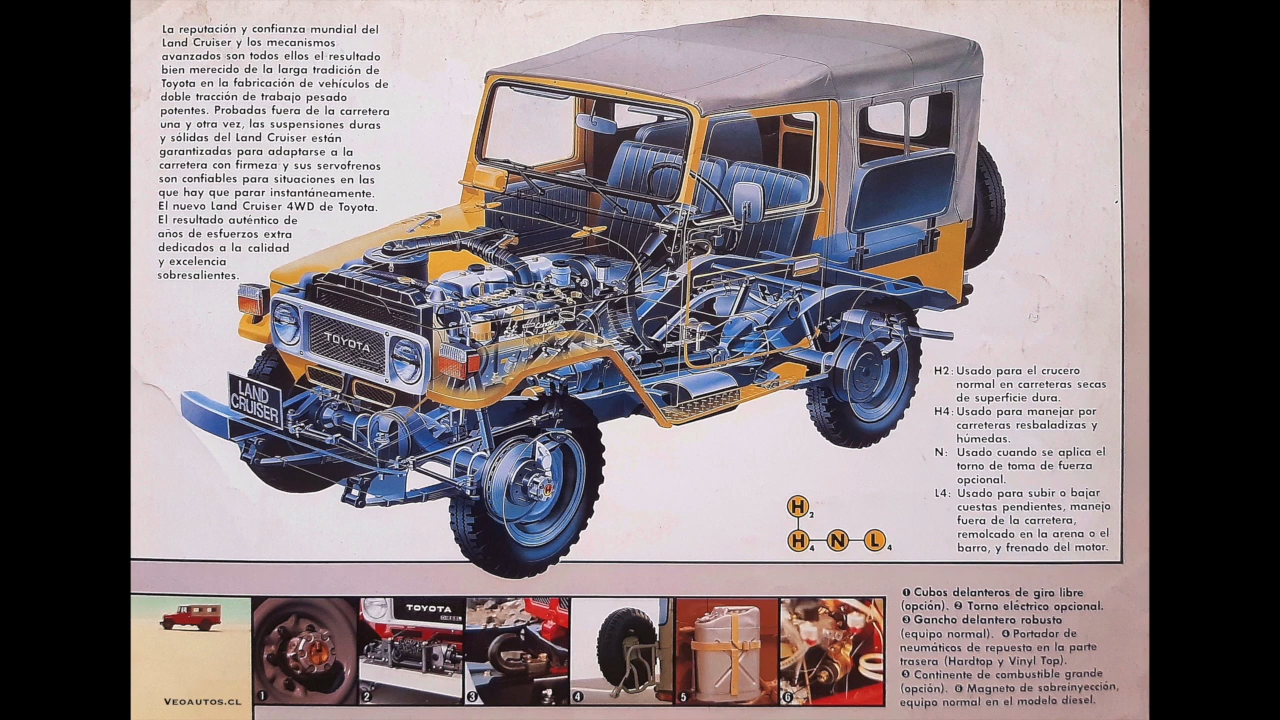 La reputación y confianza mundial del
Land Cruiser y los mecanismos
avanzados son todos ellos el resultado
bien merecido de la larga tradición de
Toyota en la fabricación de vehículos de
doble tracción de trabajo pesado
potentes. Probadas fuera de la carretera
una y otra vez, las suspensiones duras
y sólidas del Land Cruiser están
garantizadas para adaptarse a la
carretera con firmeza y sus servofrenos
son confiables para situaciones en las
que hay que parar instantáneamente.
El nuevo Land Cruiser 4WD de Toyota.
El resultado auténtico de
años de esfuerzos extra
dedicados a la calidad
y excelencia
sobresalientes.
TOYOTA
LAND
CRUISER
H2: Usado para el crucero
normal en carreteras secas
de superficie dura.
H4: Usado para manejar por
carreteras resbaladizas y
húmedas.
N: Usado cuando se aplica el
torno de toma de fuerza
opcional.
L4: Usado para subir o bajar
cuestas pendientes, manejo
fuera de la carretera,
remolcado en la arena o el
barro, y frenado del motor.
H2
H4 N L4
TOYOTA
DIESEL
1 2 3 4 5 6
VEOAUTOS.CL
❶ Cubos delanteros de giro libre
(opción). ❷ Torno eléctrico opcional.
❸ Gancho delantero robusto
(equipo normal). ❹ Portador de
neumáticos de repuesto en la parte
trasera (Hardtop y Vinyl Top).
❺ Continente de combustible grande
(opción). ❻ Magneto de sobreinyección,
equipo normal en el modelo diesel.